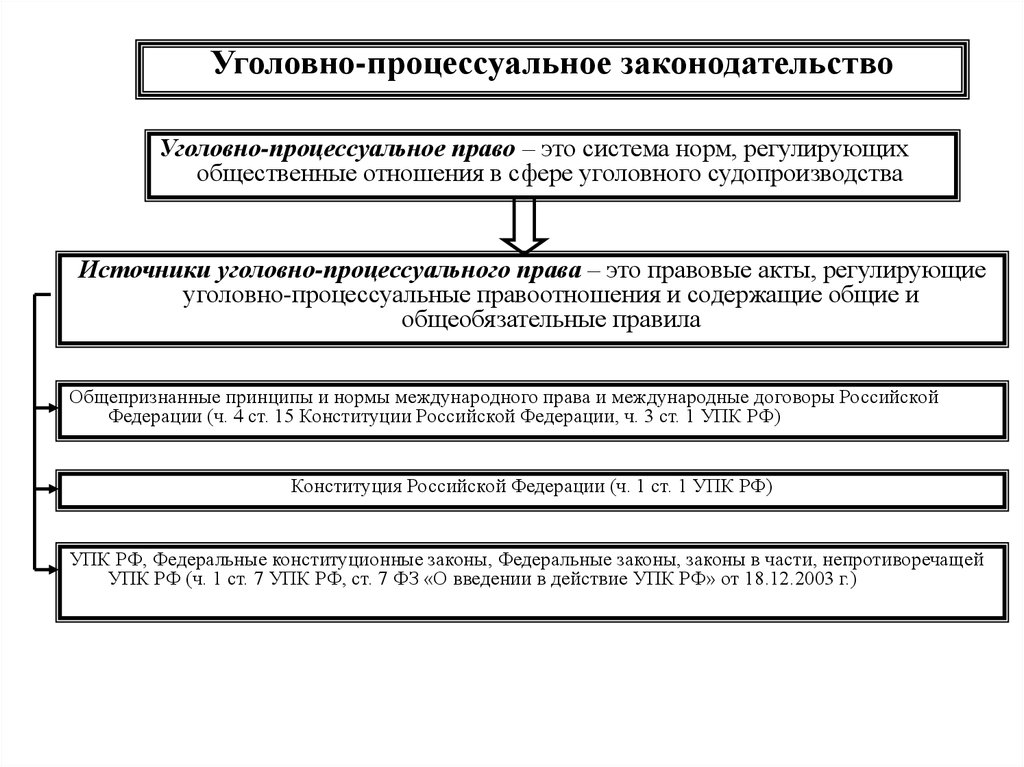 Уголовно-процессуальное законодательство
Уголовно-процессуальное право – это система норм, регулирующих
общественные отношения в сфере уголовного судопроизводства
Источники уголовно-процессуального права – это правовые акты, регулирующие
уголовно-процессуальные правоотношения и содержащие общие и
общеобязательные правила
Общепризнанные принципы и нормы международного права и международные договоры Российской
Федерации (ч. 4 ст. 15 Конституции Российской Федерации, ч. 3 ст. 1 УПК РФ)
Конституция Российской Федерации (ч. 1 ст. 1 УПК РФ)
УПК РФ, Федеральные конституционные законы, Федеральные законы, законы в части, непротиворечащей
УПК РФ (ч. 1 ст. 7 УПК РФ, ст. 7 ФЗ «О введении в действие УПК РФ» от 18.12.2003 г.)